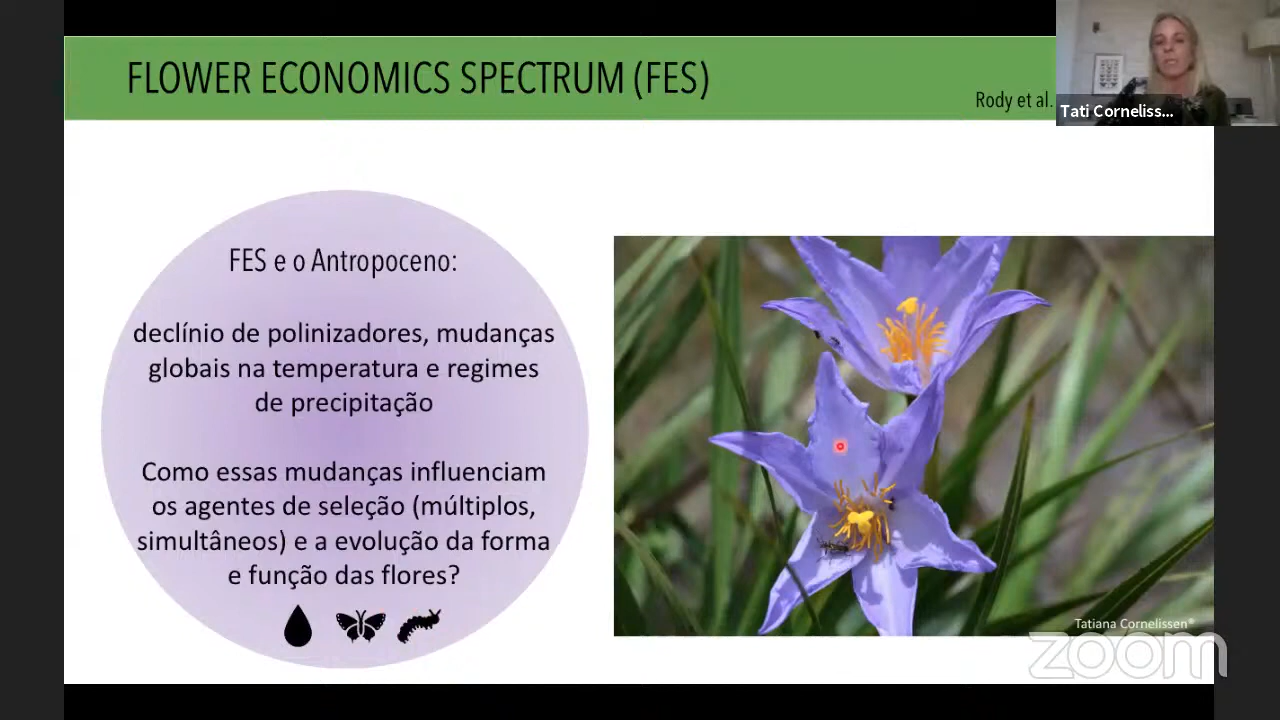 FLOWER ECONOMICS SPECTRUM (FES)
Rody et al.
Tati Corneliss...
FES e o Antropoceno:
declínio de polinizadores, mudanças
globais na temperatura e regimes
de precipitação
Como essas mudanças influenciam
os agentes de seleção (múltiplos,
simultâneos) e a evolução da forma
e função das flores?
Tatiana Cornelissen®
zoom